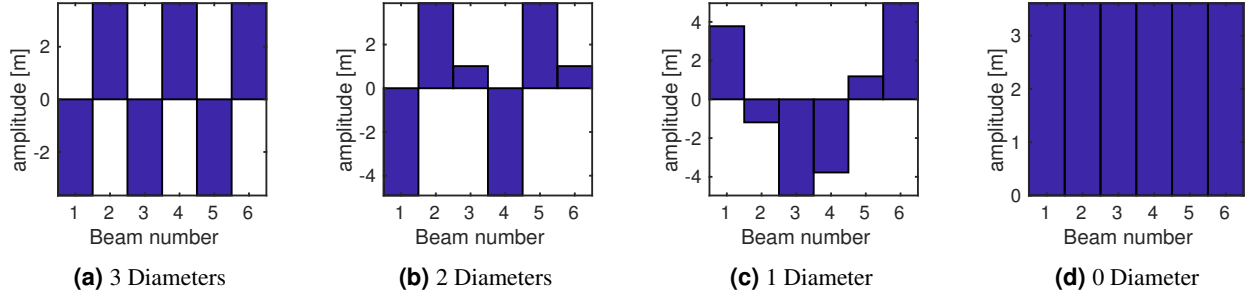 amplitude [m]
2
0
-2
1 2 3 4 5 6
Beam number
(a) 3 Diameters
amplitude [m]
2
0
-2
-4
1 2 3 4 5 6
Beam number
(b) 2 Diameters
amplitude [m]
4
2
0
-2
-4
1 2 3 4 5 6
Beam number
(c) 1 Diameter
amplitude [m]
3
2
1
0
1 2 3 4 5 6
Beam number
(d) 0 Diameter